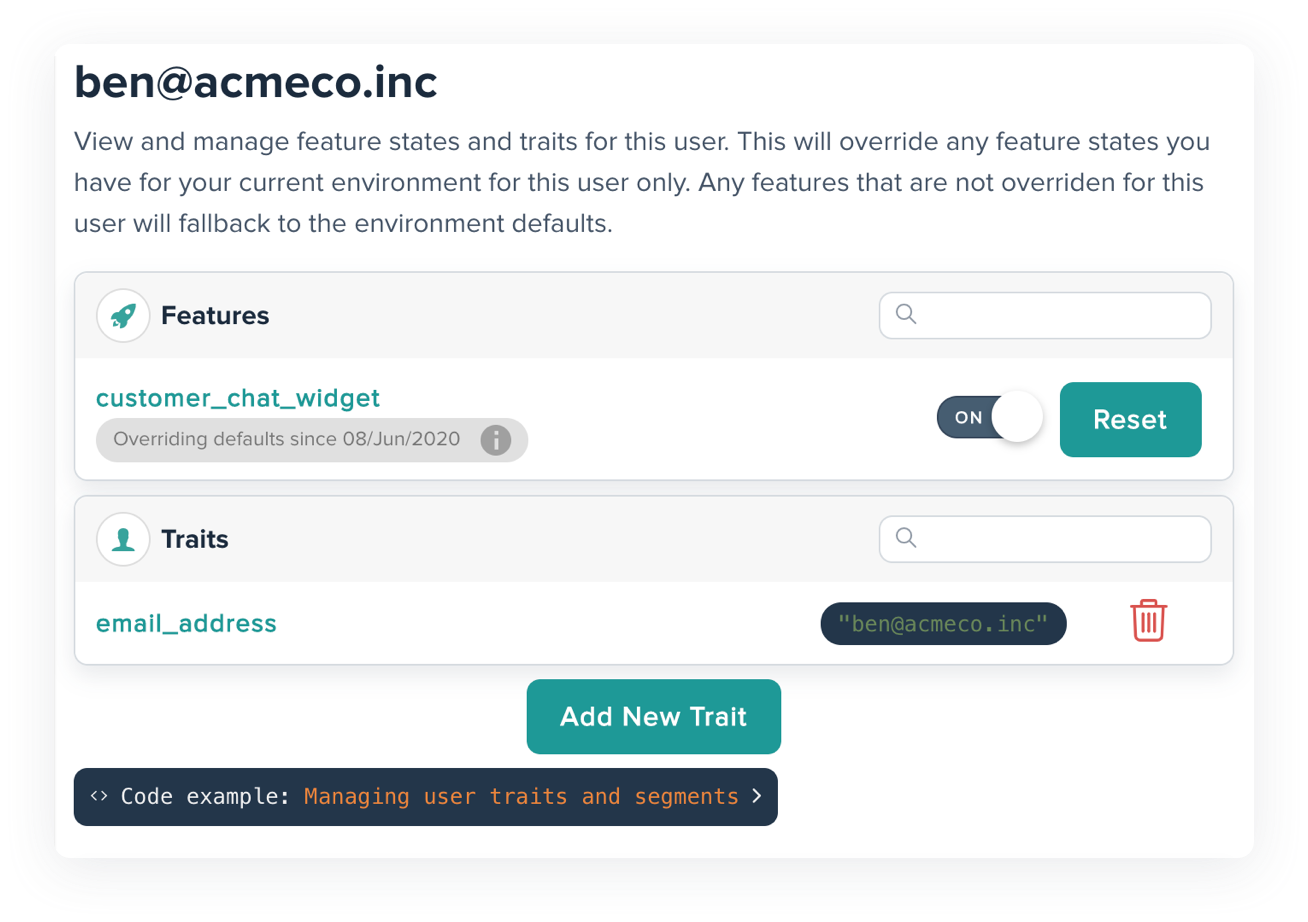 ben@acmeco.inc
View and manage feature states and traits for this user. This will override any feature states you
have for your current environment for this user only. Any features that are not overriden for this
user will fallback to the environment defaults.
Features
customer_chat_widget
Overriding defaults since 08/Jun/2020
ON
Reset
Traits
email_address
"ben@acmeco.inc"
Add New Trait
<> Code example: Managing user traits and segments >